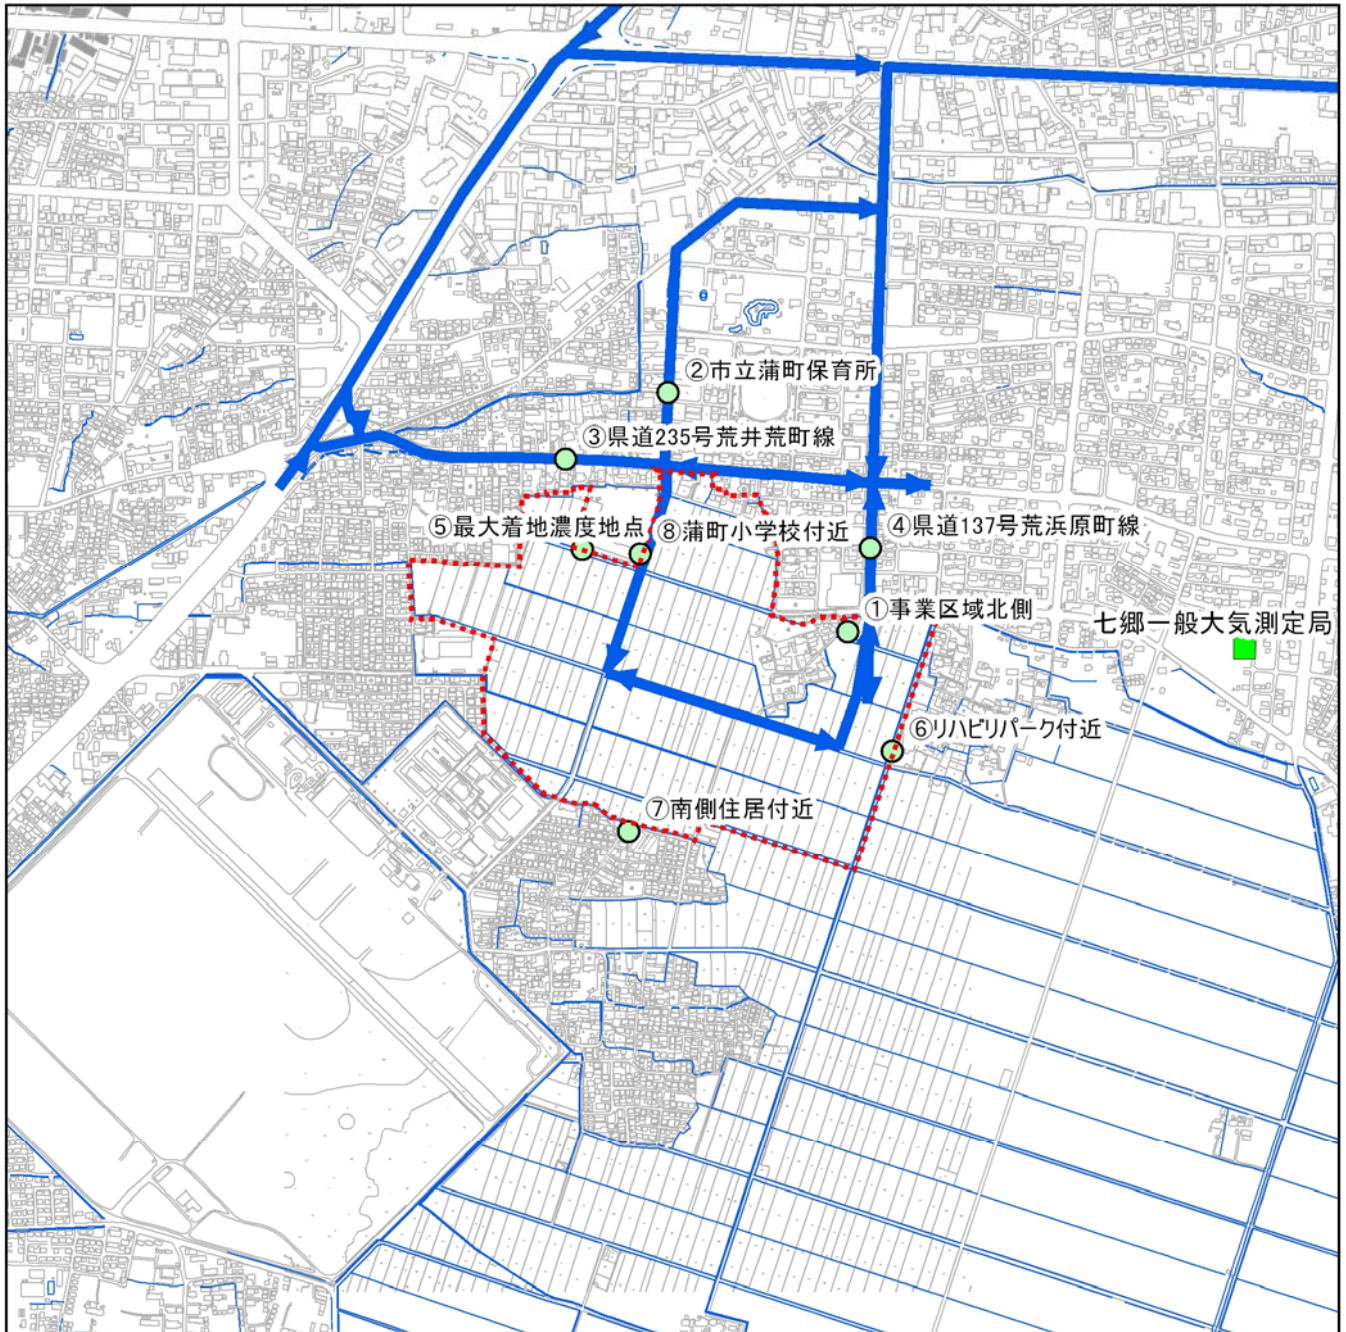 ②市立蒲町保育所
③県道235号荒井荒町線
⑤最大着地濃度地点
⑧蒲町小学校付近
④県道137号荒浜原町線
①事業区域北側
七郷一般大気測定局
⑥リハビリパーク付近
⑦南側住居付近